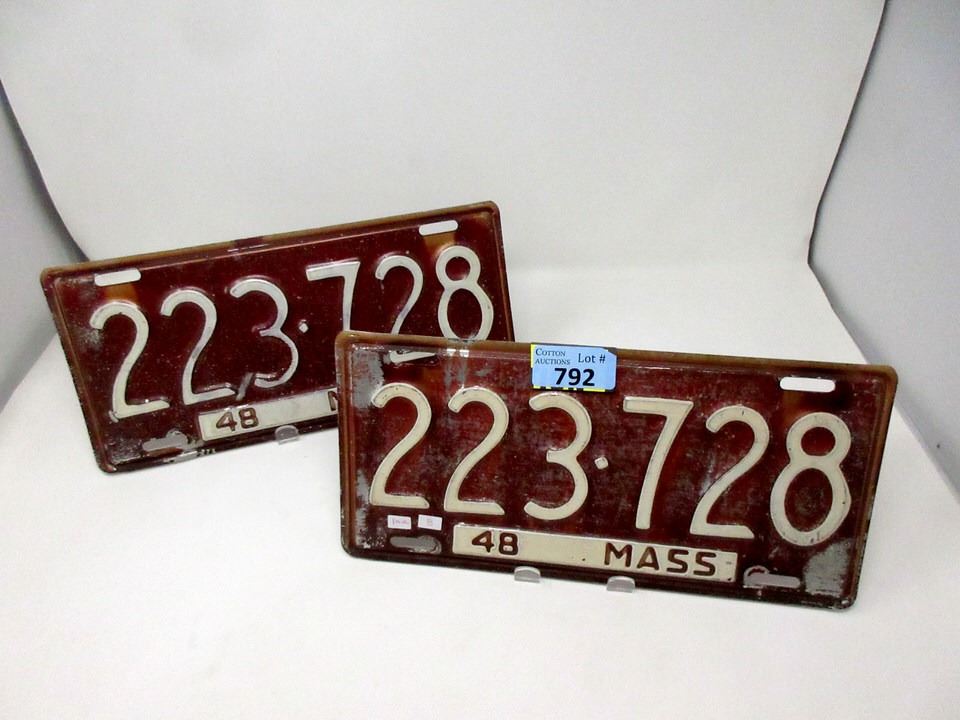 223·728
48
COTTON AUCTIONS Lot #
792
223·728
48 MASS